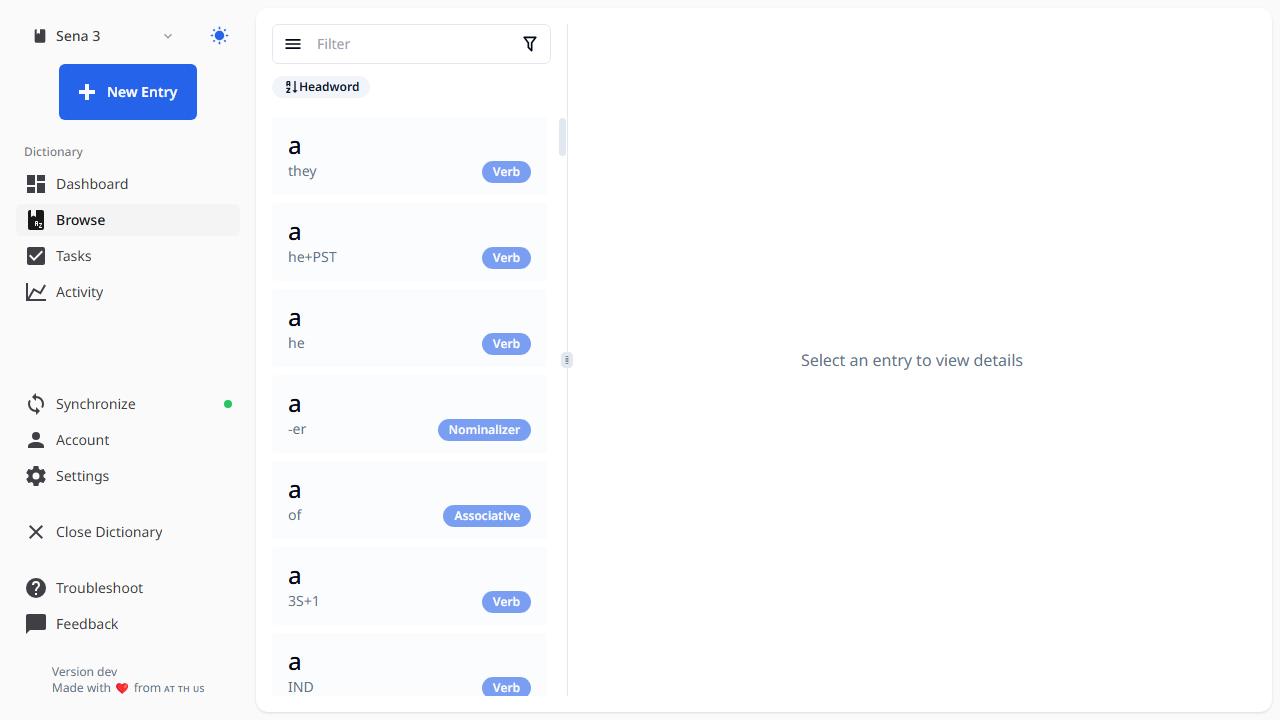 Sena 3
New Entry
Dictionary
Dashboard
Browse
Tasks
Activity
Synchronize
Account
Settings
Close Dictionary
Troubleshoot
Feedback
Version dev
Made with ❤️ from AT TH US
Filter
Headword
a
they
Verb
a
he+PST
Verb
a
he
Verb
a
-er
Nominalizer
a
of
Associative
a
3S+1
Verb
a
IND
Verb
Select an entry to view details